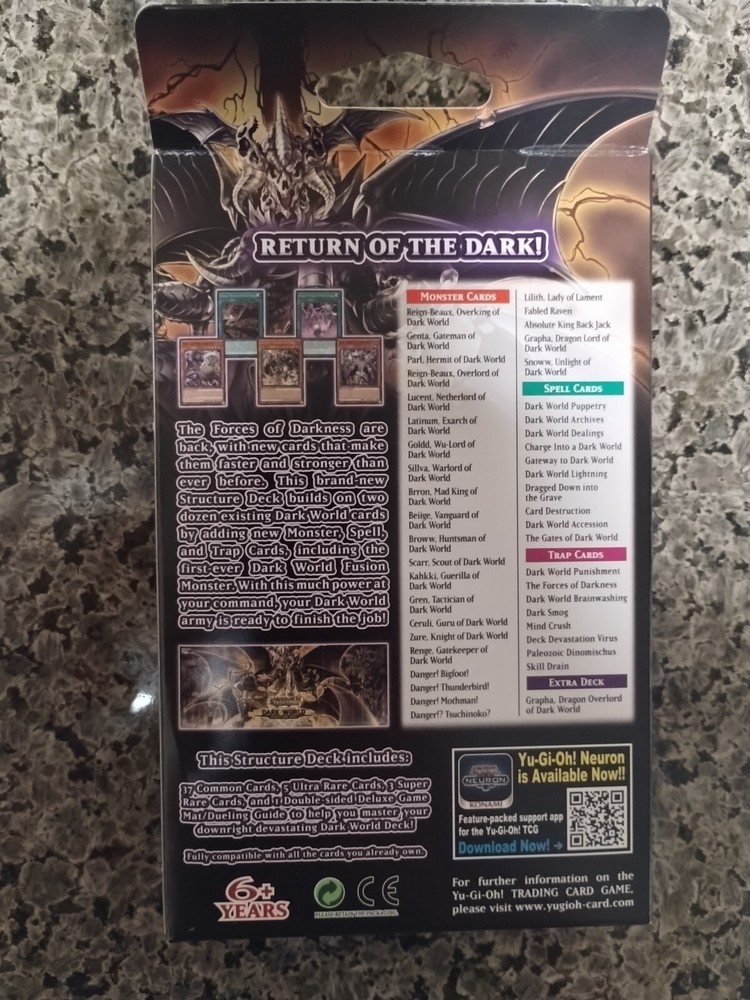 RETURN OF THE DARK!
The Forces of Darkness are
back, with new cards that make
them faster and stronger than
ever before. This brand-new
Structure Deck builds on two
dozen existing Dark World cards
by adding new Monster, Spell,
and Trap Cards, including the
first-ever Dark World Fusion
Monster. With this much power at
your command, your Dark World
army is ready to finish the job!
DARK WORLD
MONSTER CARDS
Reign-Beaux, Overking of
Dark World
Genta, Gateman of
Dark World
Parl, Hermit of Dark World
Reign-Beaux, Overlord of
Dark World
Lucent, Netherlord of
Dark World
Latinum, Exarch of
Dark World
Goldd, Wu-Lord of
Dark World
Sillva, Warlord of
Dark World
Brron, Mad King of
Dark World
Beiige, Vanguard of
Dark World
Broww, Huntsman of
Dark World
Scarr, Scout of Dark World
Kahkki, Guerilla of
Dark World
Gren, Tactician of
Dark World
Ceruli, Guru of Dark World
Zure, Knight of Dark World
Renge, Gatekeeper of
Dark World
Danger! Bigfoot!
Danger! Thunderbird!
Danger! Mothman!
Danger!? Tsuchinoko?
Lilith, Lady of Lament
Fabled Raven
Absolute King Back Jack
Grapha, Dragon Lord of
Dark World
Snoww, Unlight of
Dark World
SPELL CARDS
Dark World Puppetry
Dark World Archives
Dark World Dealings
Charge Into a Dark World
Gateway to Dark World
Dark World Lightning
Dragged Down into
the Grave
Card Destruction
Dark World Accession
The Gates of Dark World
TRAP CARDS
Dark World Punishment
The Forces of Darkness
Dark World Brainwashing
Dark Smog
Mind Crush
Deck Devastation Virus
Paleozoic Dinomischus
Skill Drain
EXTRA DECK
Grapha, Dragon Overlord
of Dark World
This Structure Deck includes:
37 Common Cards, 5 Ultra Rare Cards, 3 Super
Rare Cards, and 1 Double-sided Deluxe Game
Mat/Dueling Guide to help you master your
downright devastating Dark World Deck!
Fully compatible with all the cards you already own.
6+
YEARS
PLEASE RETAIN THE PACKAGING.
CE
NEURON
KONAMI
Yu-Gi-Oh! Neuron
is Available Now!!
Feature-packed support app
for the Yu-Gi-Oh! TCG
Download Now! →
For further information on the
Yu-Gi-Oh! TRADING CARD GAME,
please visit www.yugioh-card.com